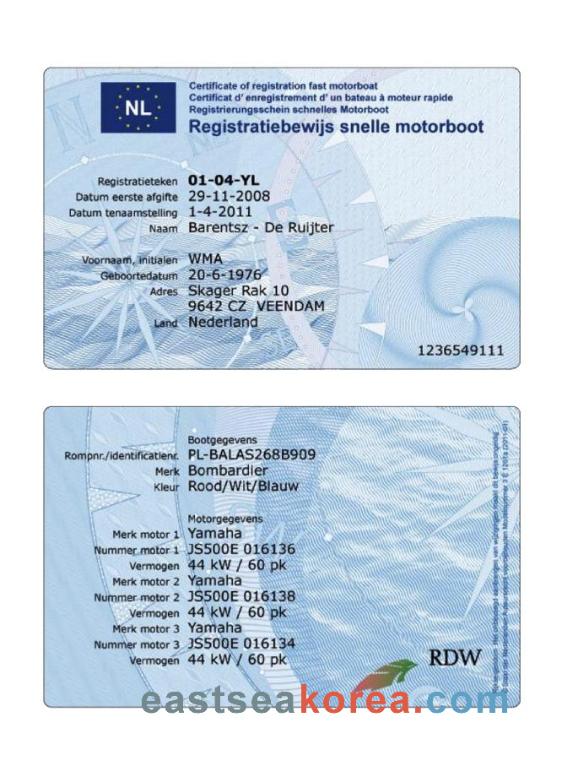 NL
Certificate of registration fast motorboat
Certificat d' enregistrement d' un bateau à moteur rapide
Registrierungsschein schnelles Motorboot
Registratiebewijs snelle motorboot
Registratieteken 01-04-YL
Datum eerste afgifte 29-11-2008
Datum tenaamstelling 1-4-2011
Naam Barentsz - De Ruijter
Voornaam, initialen WMA
Geboortedatum 20-6-1976
Adres Skager Rak 10
9642 CZ VEENDAM
Land Nederland
1236549111
Bootgegevens
Rompnr./identificatienr. PL-BALAS268B909
Merk Bombardier
Kleur Rood/Wit/Blauw
Motorgegevens
Merk motor 1 Yamaha
Nummer motor 1 JS500E 016136
Vermogen 44 kW / 60 pk
Merk motor 2 Yamaha
Nummer motor 2 JS500E 016138
Vermogen 44 kW / 60 pk
Merk motor 3 Yamaha
Nummer motor 3 JS500E 016134
Vermogen 44 kW / 60 pk
RDW
eastseakorea.com